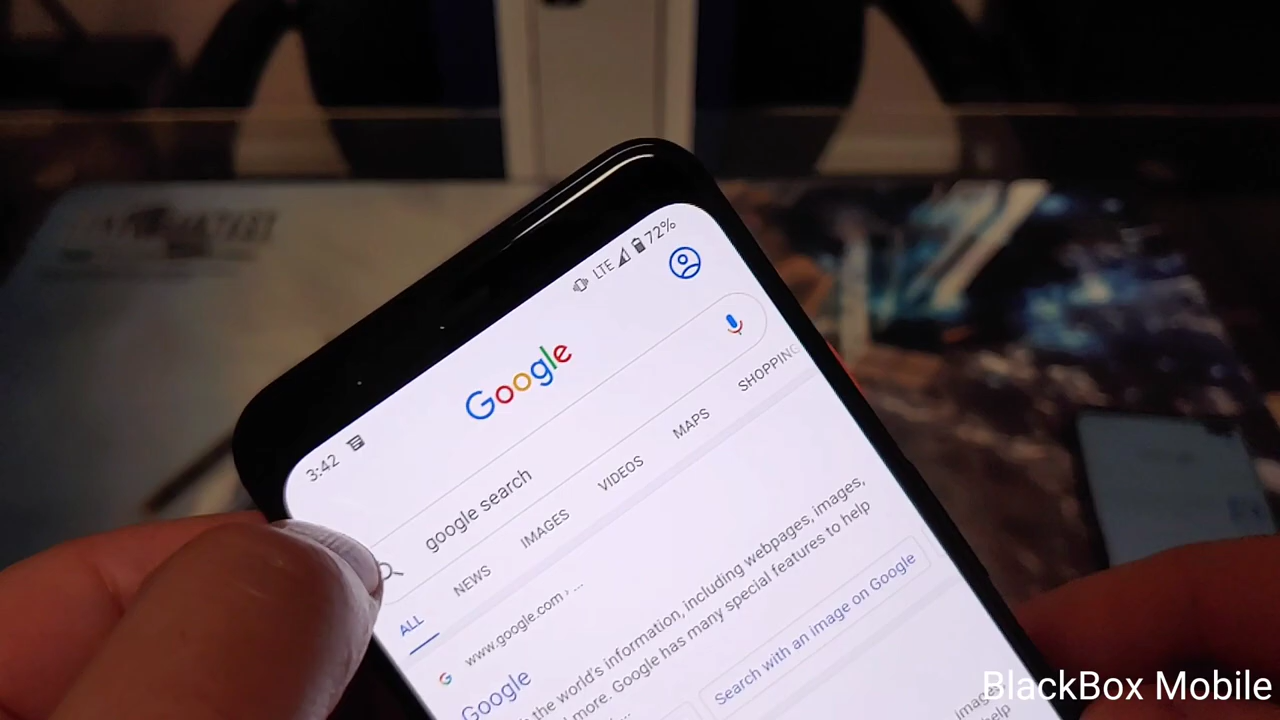 3:42 LTE 72%
Google
google search
ALL NEWS IMAGES VIDEOS MAPS SHOPPING
www.google.com › ...
Google
the world's information, including webpages, images,
more. Google has many special features to help
Search with an image on Google
images,
help
BlackBox Mobile